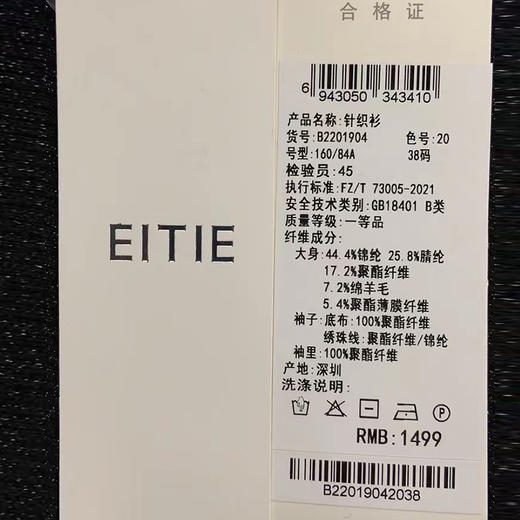 合格证
EITIE
6 943050 343410
产品名称:针织衫
货号:B2201904 色号:20
号型:160/84A 38码
检验员:45
执行标准:FZ/T 73005-2021
安全技术类别:GB18401 B类
质量等级:一等品
纤维成分:
大身:44.4%锦纶 25.8%腈纶
17.2%聚酯纤维
7.2%绵羊毛
5.4%聚酯薄膜纤维
袖子:底布:100%聚酯纤维
绣珠线:聚酯纤维/锦纶
袖里:100%聚酯纤维
产地:深圳
洗涤说明:
P
RMB:1499
B22019042038